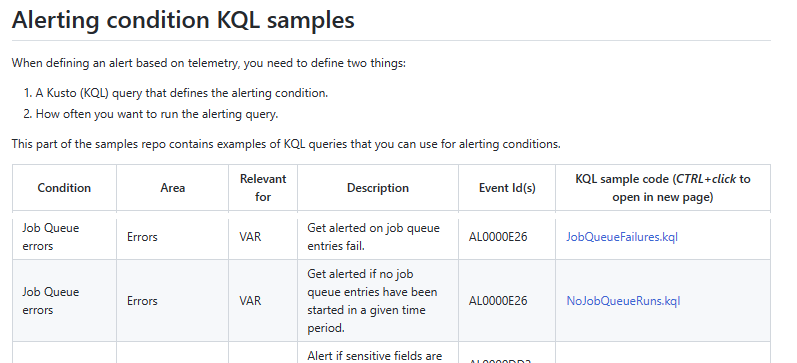 Alerting condition KQL samples
When defining an alert based on telemetry, you need to define two things:
1. A Kusto (KQL) query that defines the alerting condition.
2. How often you want to run the alerting query.
This part of the samples repo contains examples of KQL queries that you can use for alerting conditions.
Condition Area Relevant for Description Event Id(s) KQL sample code (CTRL+click to open in new page)
Job Queue errors Errors VAR Get alerted on job queue entries fail. AL0000E26 JobQueueFailures.kql
Job Queue errors Errors VAR Get alerted if no job queue entries have been started in a given time period. AL0000E26 NoJobQueueRuns.kql
Alert if sensitive fields are